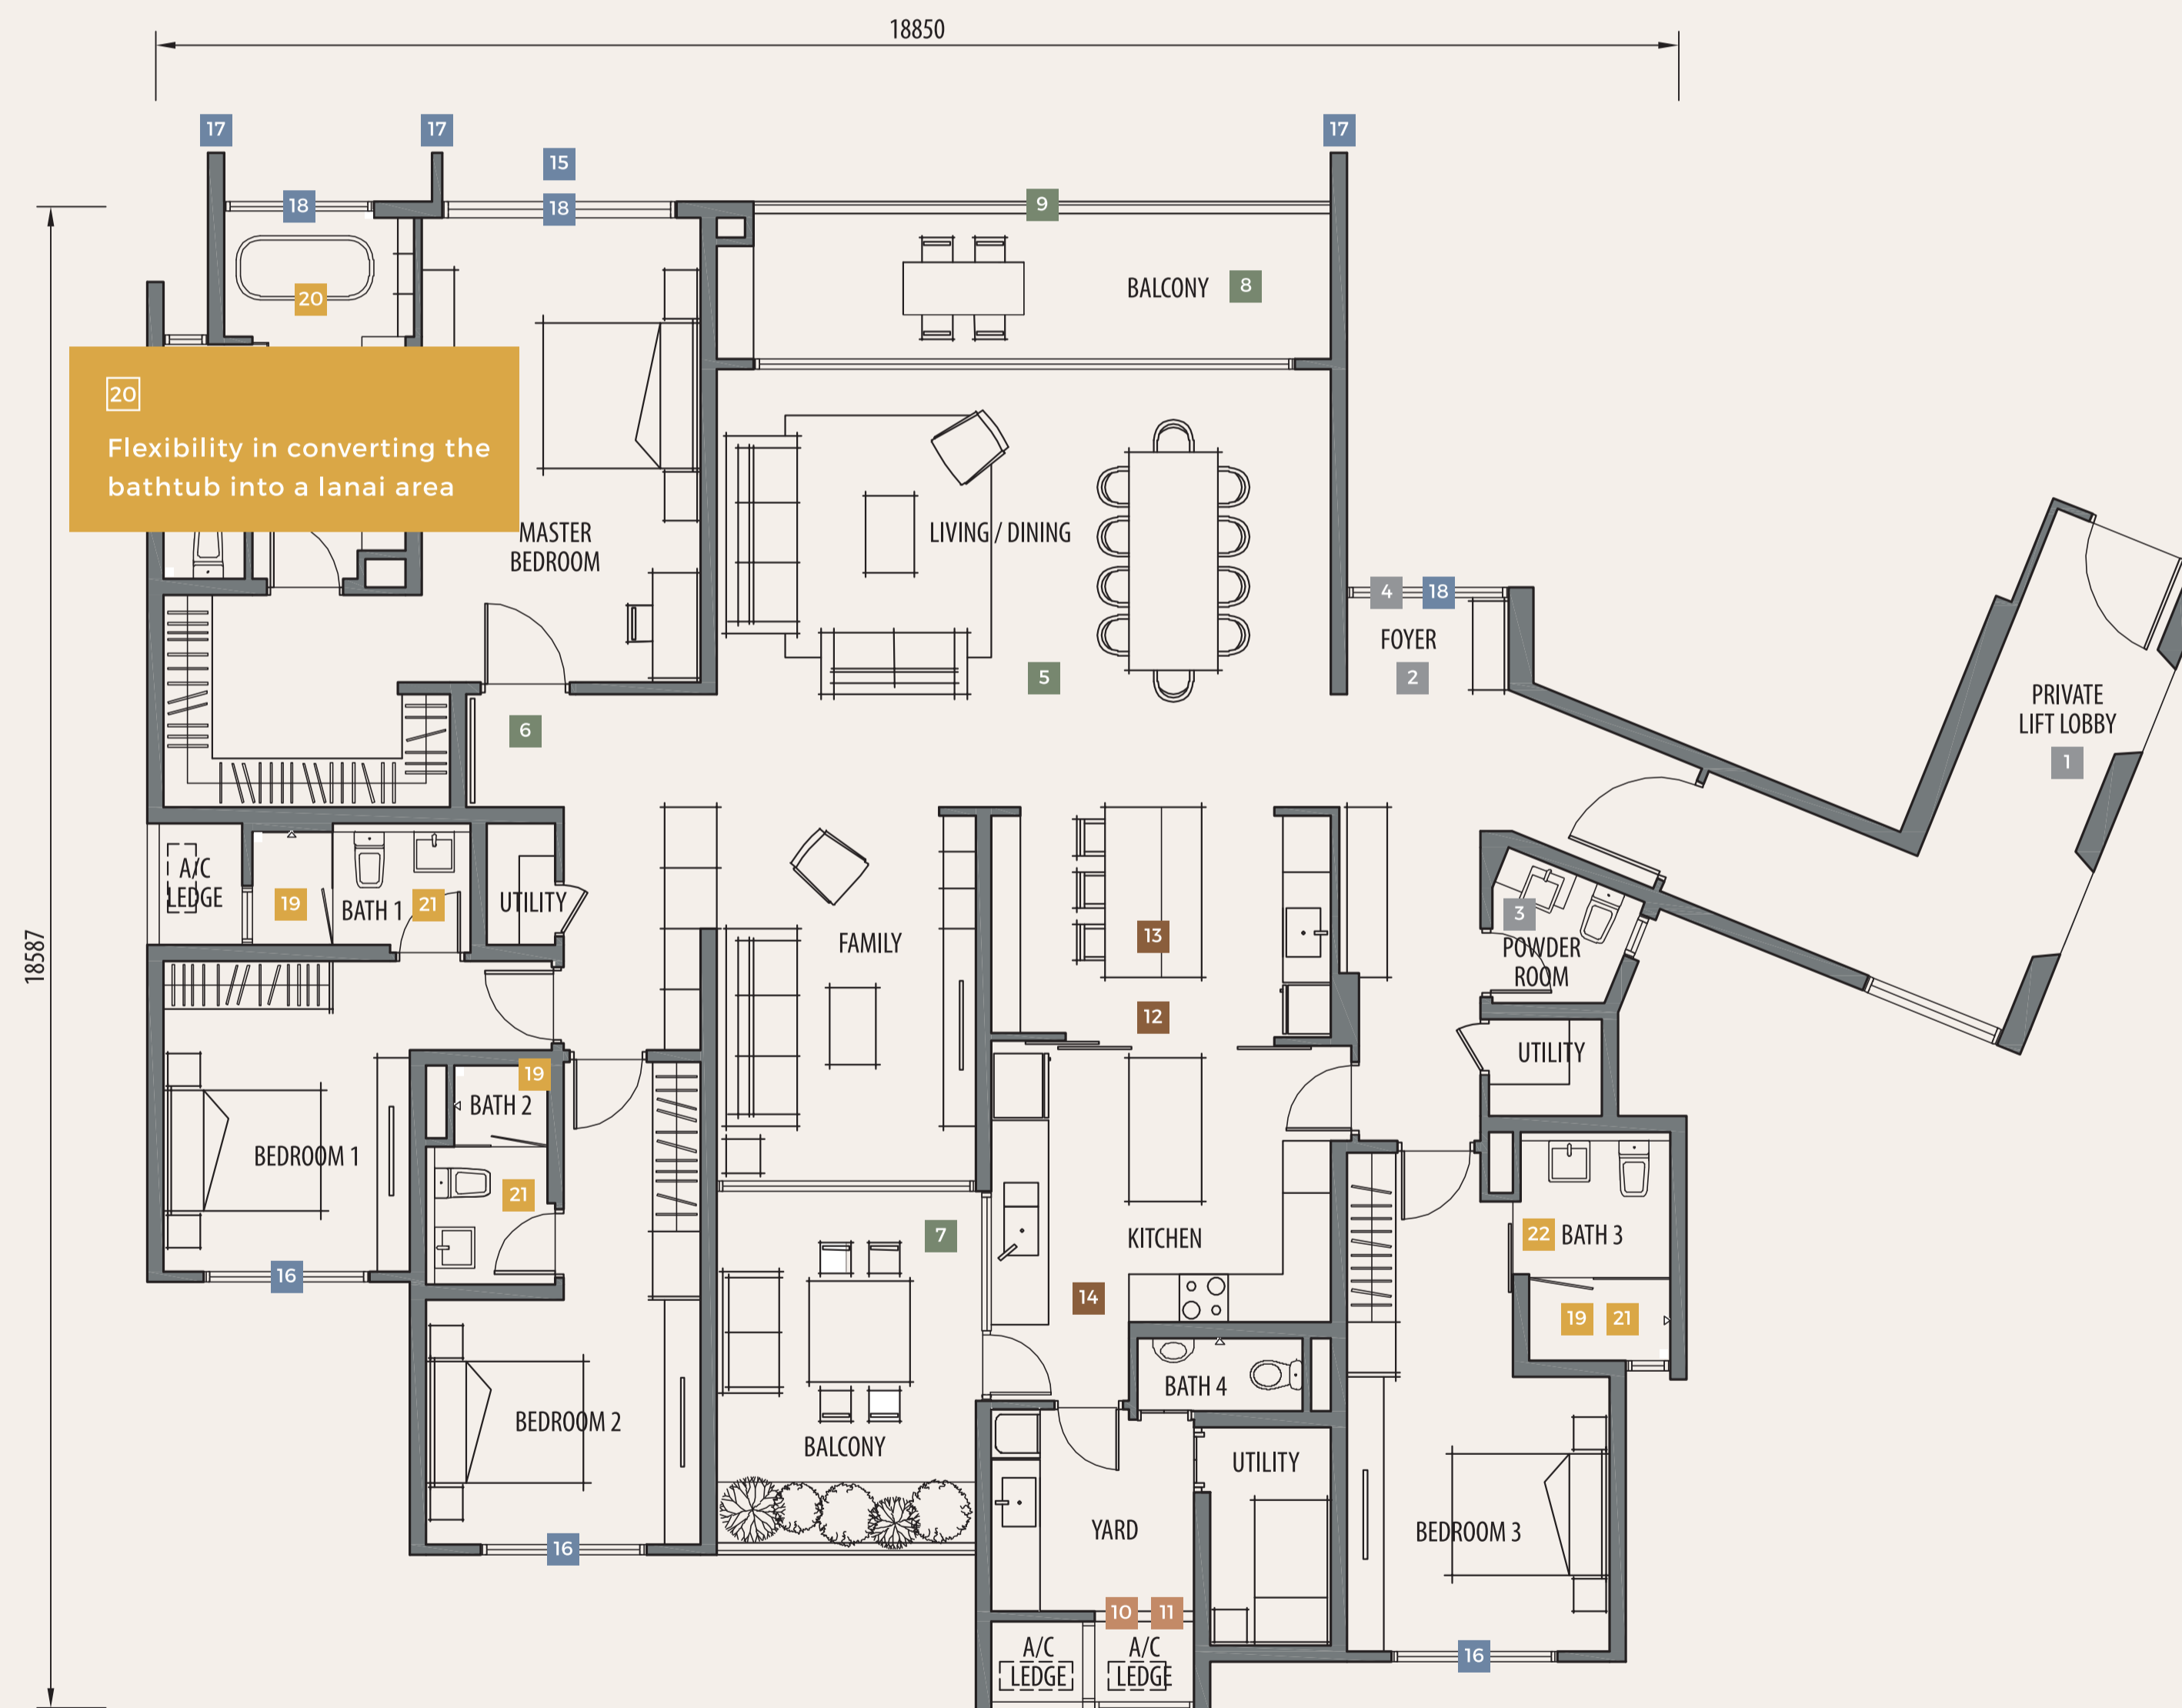 18850
17
17
17
15
18
18
9
BALCONY 8
20
20
Flexibility in converting the
bathtub into a lanai area
MASTER
BEDROOM
LIVING / DINING
4 18
FOYER
2
5
6
PRIVATE
LIFT LOBBY
1
A/C
LEDGE
19
BATH 1 21
UTILITY
FAMILY
13
12
3
POWDER
ROOM
18587
UTILITY
19
BATH 2
BEDROOM 1
21
7
KITCHEN
22 BATH 3
16
14
19 21
BATH 4
BEDROOM 2
BALCONY
UTILITY
YARD
BEDROOM 3
16
10 11
16
A/C
LEDGE
A/C
LEDGE